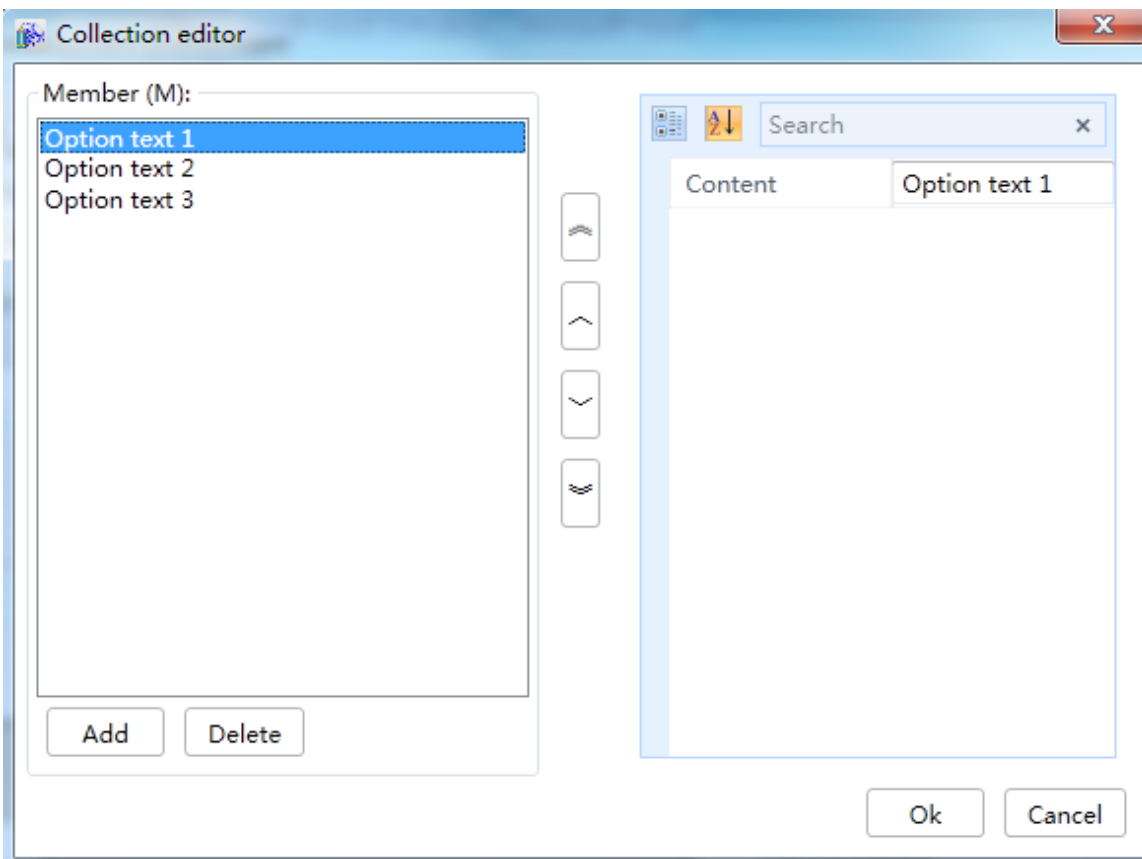 Collection editor
Member (M):
Option text 1
Option text 2
Option text 3
Add
Delete
Search
Content
Option text 1
Ok
Cancel